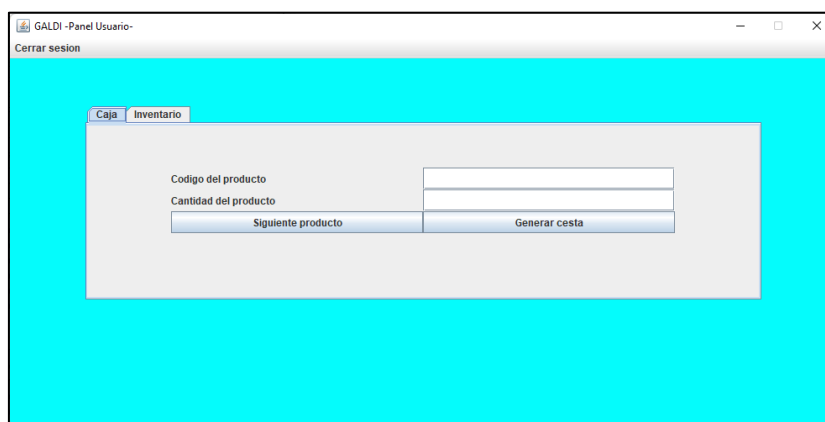 GALDI -Panel Usuario-
Cerrar sesion
Caja Inventario
Codigo del producto
Cantidad del producto
Siguiente producto Generar cesta